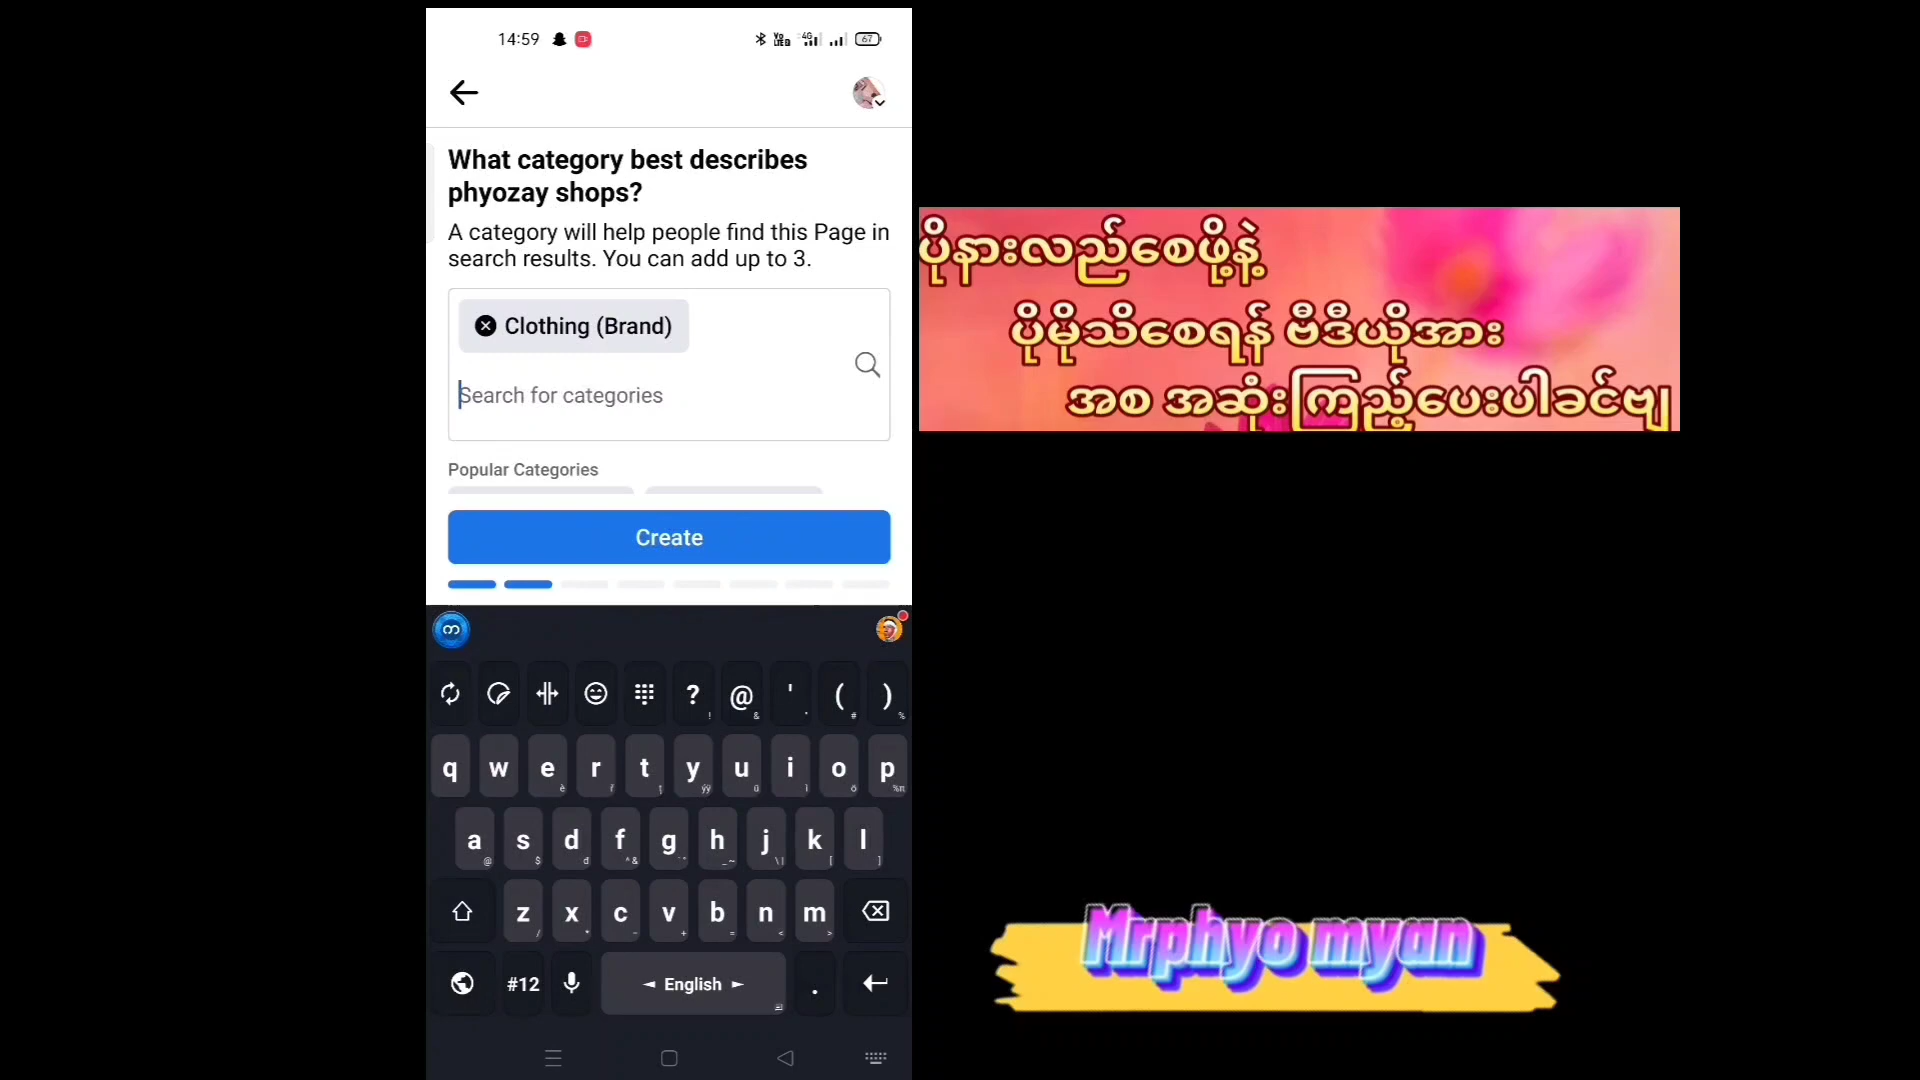 14:59
67
What category best describes
phyozay shops?
A category will help people find this Page in
search results. You can add up to 3.
Clothing (Brand)
Search for categories
Popular Categories
Create
ပိုနားလည်စေဖို့နဲ့
ပိုမိုသိစေရန် ဗီဒီယိုအား
အစ အဆုံးကြည့်ပေးပါခင်ဗျ
က
? @ ' ( )
q w e r t y u i o p
a s d f g h j k l
z x c v b n m
#12 English .
Mrphyo myan